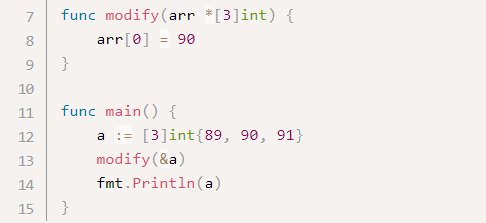 7 func modify(arr *[3]int) {
8     arr[0] = 90
9 }
10
11 func main() {
12     a := [3]int{89, 90, 91}
13     modify(&a)
14     fmt.Println(a)
15 }